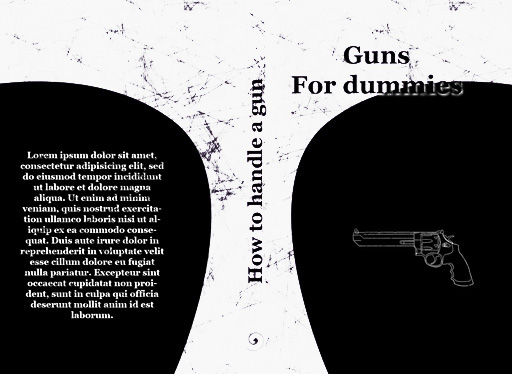 Guns
For dummies
How to handle a gun
Lorem ipsum dolor sit amet,
consectetur adipisicing elit, sed
do eiusmod tempor incididunt
ut labore et dolore magna
aliqua. Ut enim ad minim
veniam, quis nostrud exercita-
tion ullamco laboris nisi ut al-
iquip ex ea commodo conse-
quat. Duis aute irure dolor in
reprehenderit in voluptate velit
esse cillum dolore eu fugiat
nulla pariatur. Excepteur sint
occaecat cupidatat non proi-
dent, sunt in culpa qui officia
deserunt mollit anim id est
laborum.